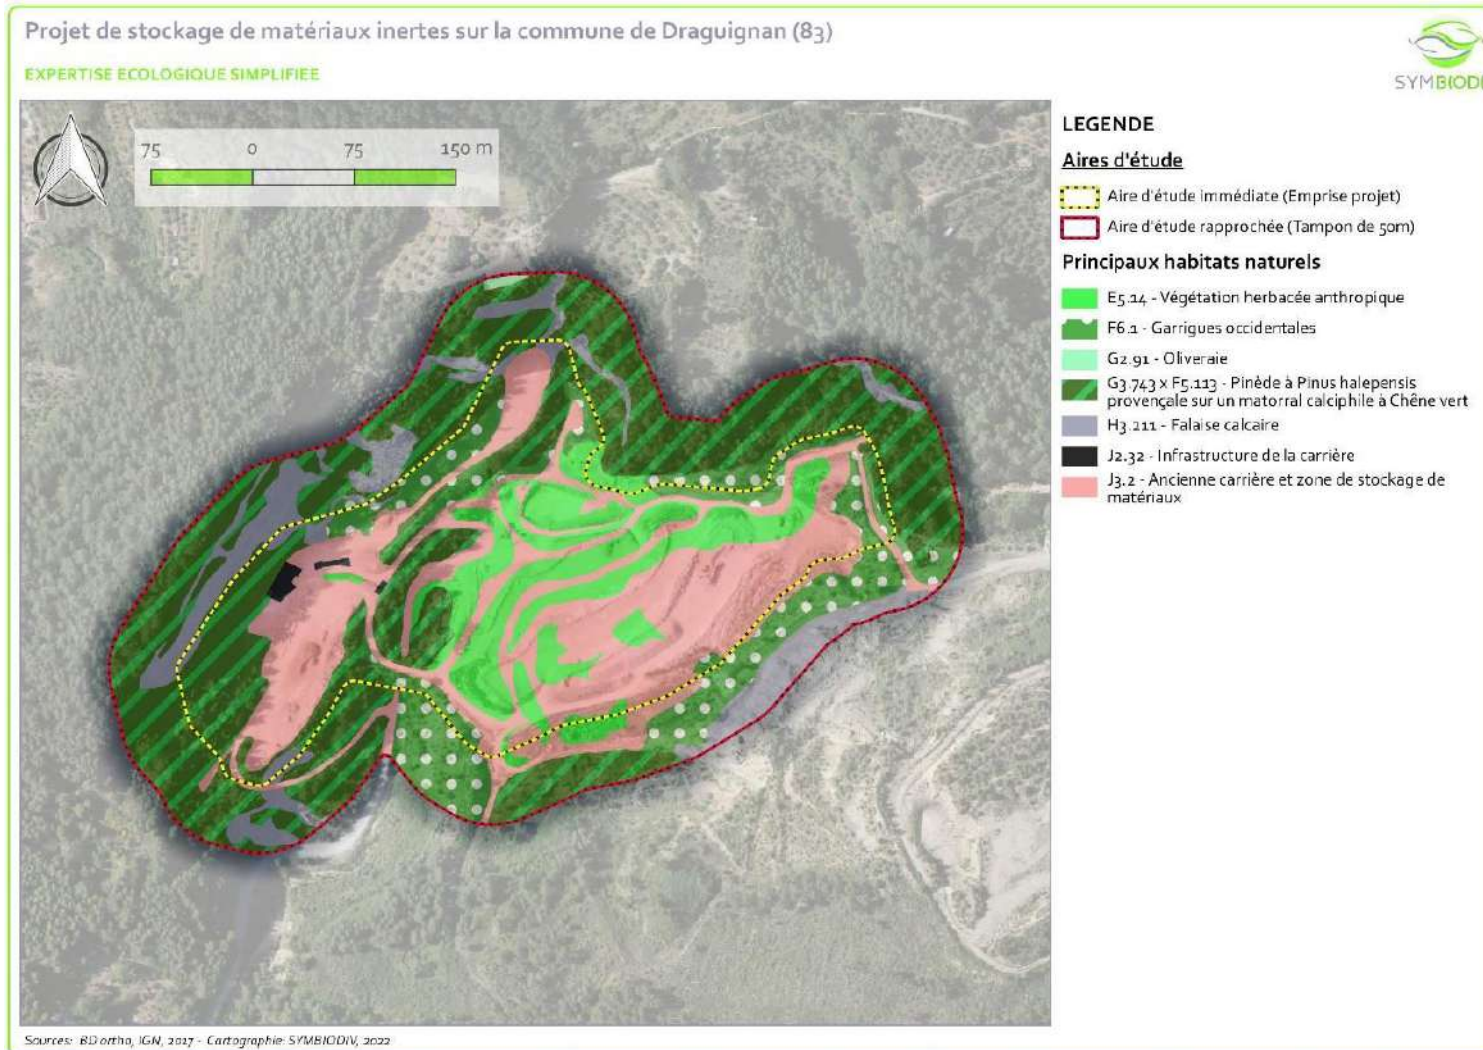 Projet de stockage de matériaux inertes sur la commune de Draguignan (83)
EXPERTISE ECOLOGIQUE SIMPLIFIEE
SYMBIODI
75 0 75 150 m
LEGENDE
Aires d'étude
Aire d'étude immédiate (Emprise projet)
Aire d'étude rapprochée (Tampon de 50m)
Principaux habitats naturels
E5.14 - Végétation herbacée anthropique
F6.1 - Garrigues occidentales
G2.91 - Oliveraie
G3.743 x F5.113 - Pinède à Pinus halepensis
provençale sur un matorral calciphile à Chêne vert
H3.211 - Falaise calcaire
J2.32 - Infrastructure de la carrière
J3.2 - Ancienne carrière et zone de stockage de
matériaux
Sources: BD ortho, IGN, 2017 - Cartographie: SYMBIODIV, 2022